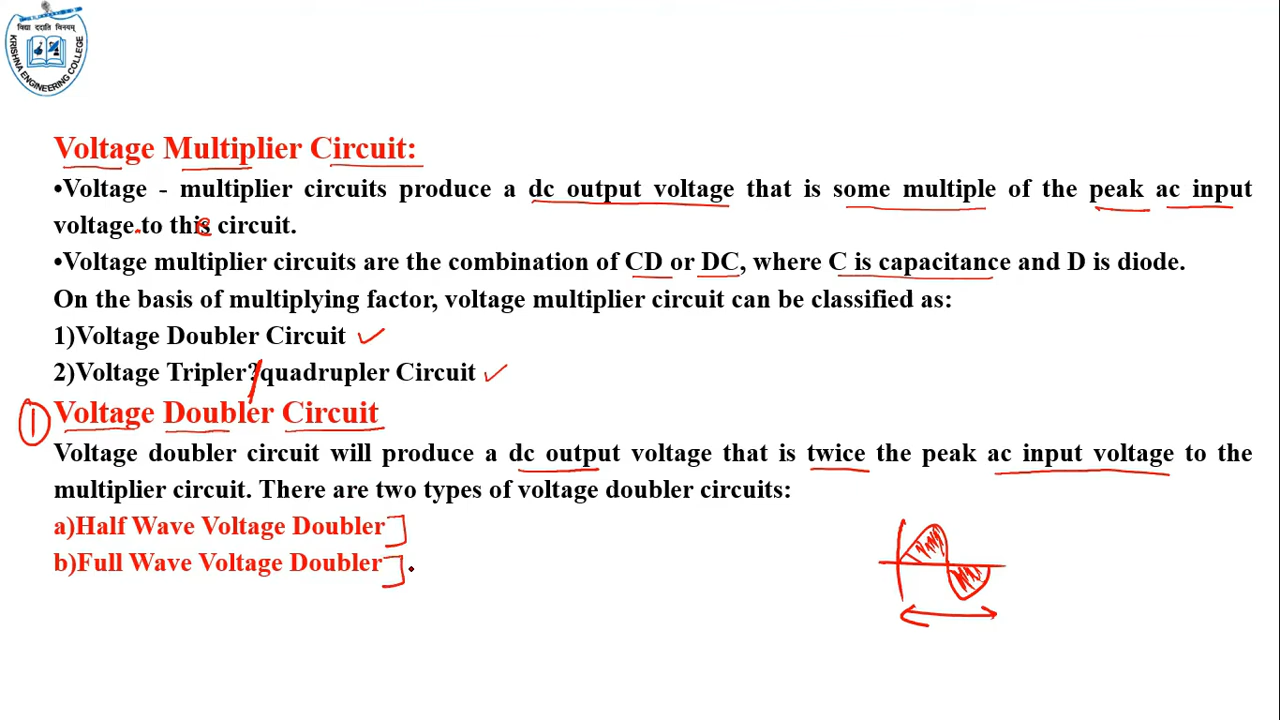 विद्या ददाति विनयम्
KRISHNA ENGINEERING COLLEGE
Voltage Multiplier Circuit:
•Voltage - multiplier circuits produce a dc output voltage that is some multiple of the peak ac input
voltage.to this circuit.
•Voltage multiplier circuits are the combination of CD or DC, where C is capacitance and D is diode.
On the basis of multiplying factor, voltage multiplier circuit can be classified as:
1)Voltage Doubler Circuit
2)Voltage Tripler?quadrupler Circuit
1 Voltage Doubler Circuit
Voltage doubler circuit will produce a dc output voltage that is twice the peak ac input voltage to the
multiplier circuit. There are two types of voltage doubler circuits:
a)Half Wave Voltage Doubler
b)Full Wave Voltage Doubler